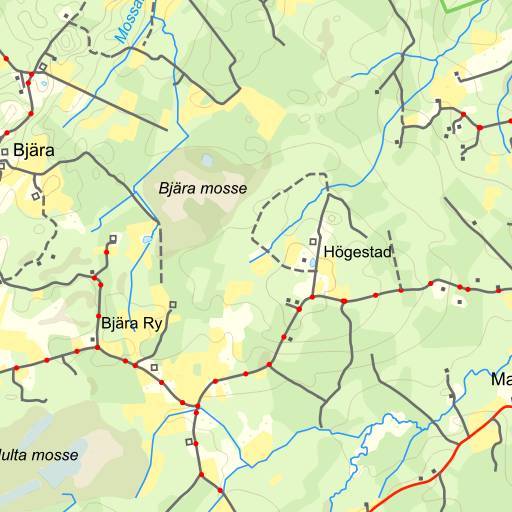 Mossa
Bjära
Bjära mosse
Högestad
Bjära Ry
Ma
ulta mosse